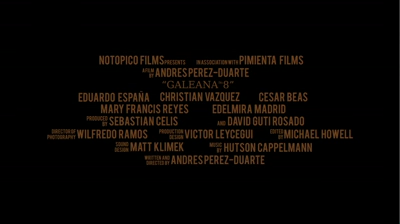 NOTOPICO FILMS PRESENTS IN ASSOCIATION WITH PIMIENTA FILMS
A FILM BY ANDRES PEREZ-DUARTE
"GALEANA*8"
EDUARDO ESPAÑA CHRISTIAN VAZQUEZ CESAR BEAS
MARY FRANCIS REYES EDELMIRA MADRID
PRODUCED BY SEBASTIAN CELIS AND DAVID GUTI ROSADO
DIRECTOR OF PHOTOGRAPHY WILFREDO RAMOS PRODUCTION DESIGN VICTOR LEYCEGUI EDITED BY MICHAEL HOWELL
SOUND DESIGN MATT KLIMEK MUSIC BY HUTSON CAPPELMANN
WRITTEN AND DIRECTED BY ANDRES PEREZ-DUARTE